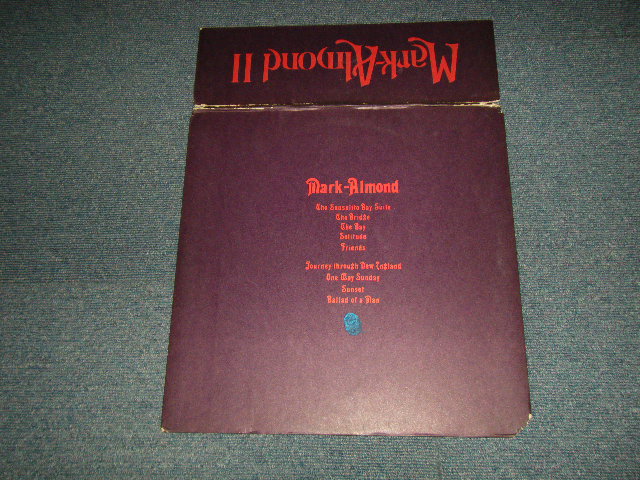 Mark-Almond II
Mark-Almond
The Sausalito Bay Suite
The Bridge
The Bay
Solitude
Friends
Journey through New England
One Way Sunday
Sunset
Ballad of a Man